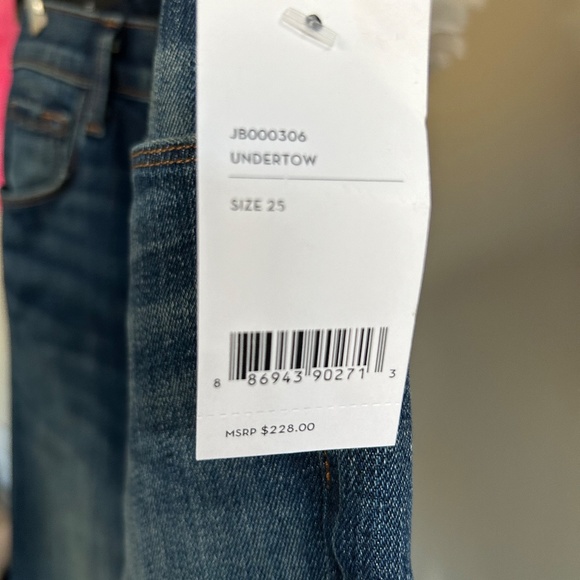 JB000306
UNDERTOW
SIZE 25
8 86943 90271 3
MSRP $228.00